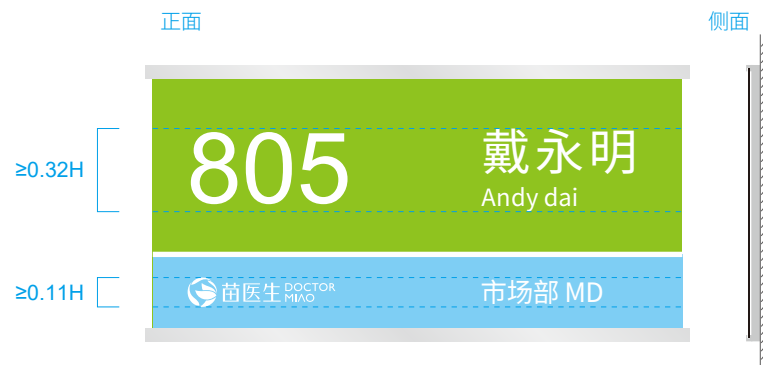 正面
侧面
≥0.32H
805
戴永明
Andy dai
≥0.11H
苗医生 DOCTOR MIAO
市场部 MD